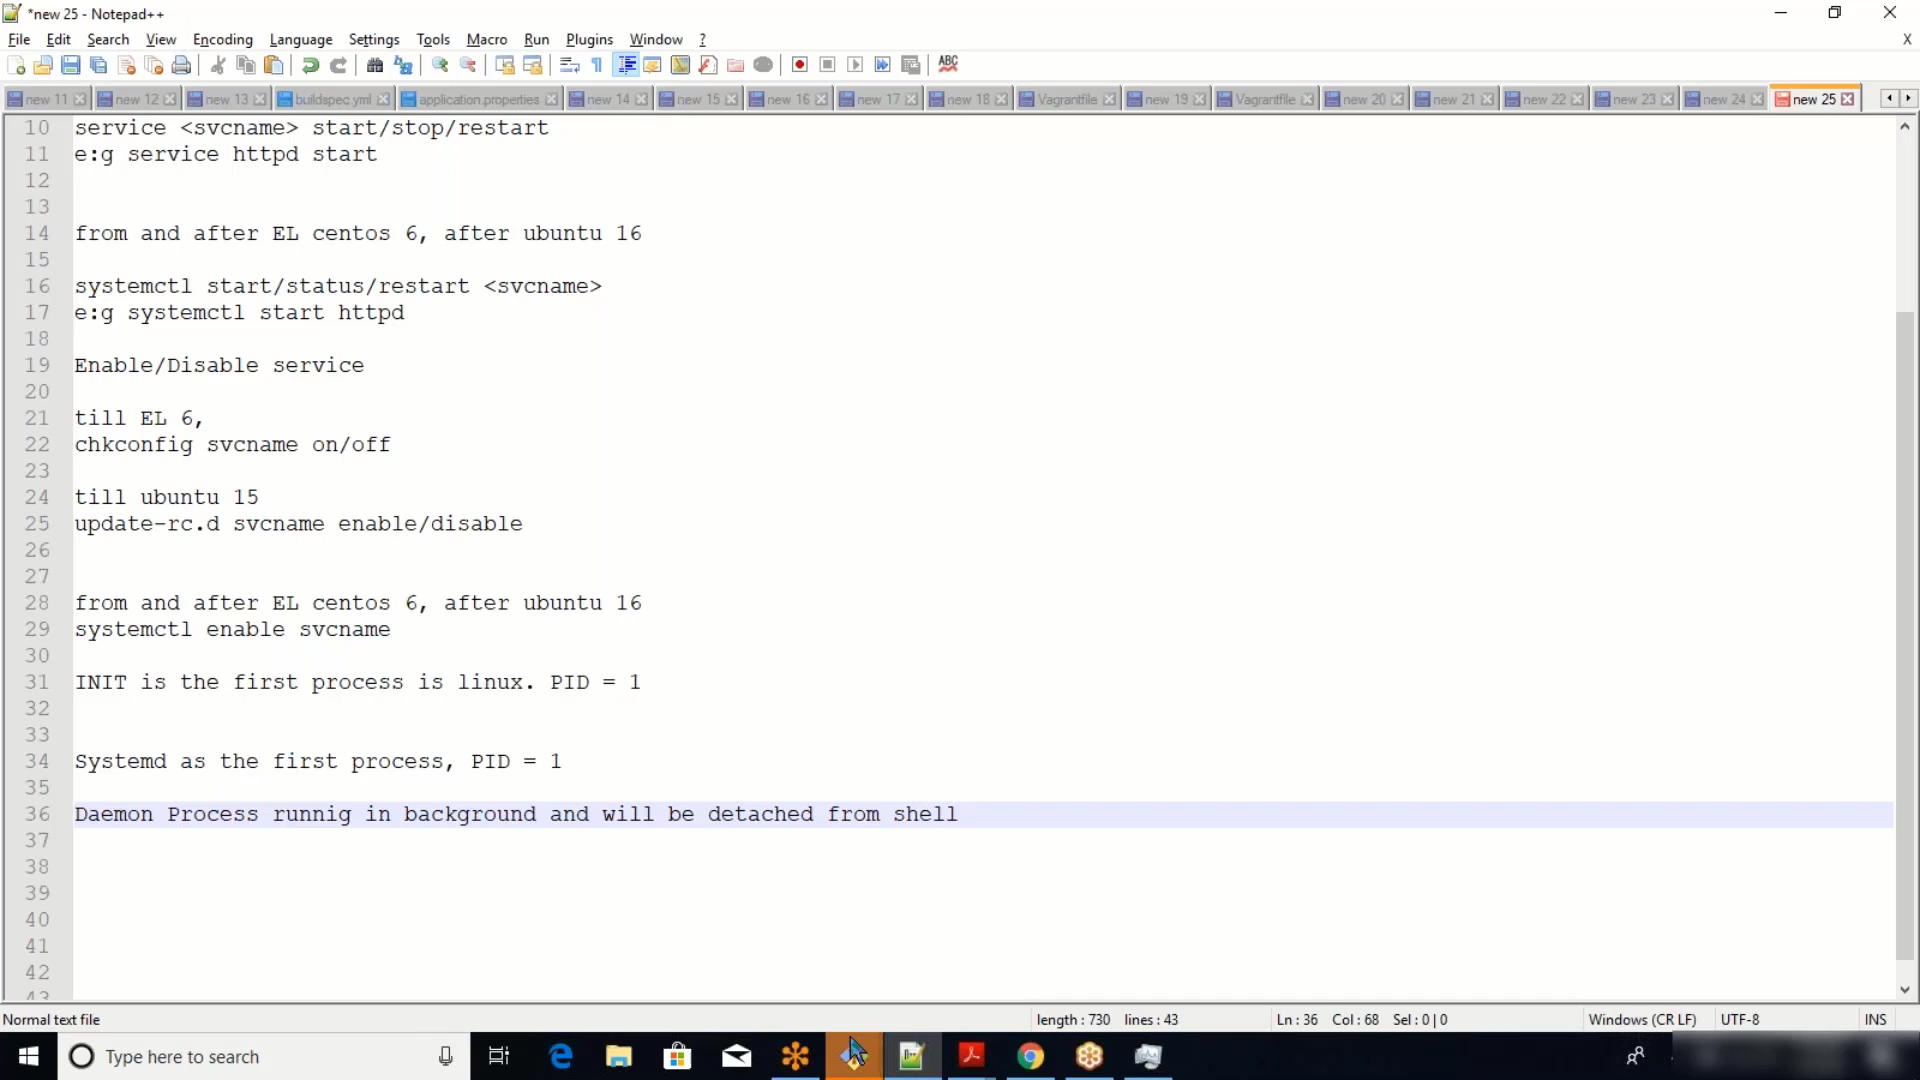 *new 25 - Notepad++
File Edit Search View Encoding Language Settings Tools Macro Run Plugins Window ?
X
ABC
new 11 new 12 new 13 buildspec.yml application.properties new 14 new 15 new 16 new 17 new 18 Vagrantfile new 19 Vagrantfile new 20 new 21 new 22 new 23 new 24 new 25
10 service <svcname> start/stop/restart
11 e:g service httpd start
12
13
14 from and after EL centos 6, after ubuntu 16
15
16 systemctl start/status/restart <svcname>
17 e:g systemctl start httpd
18
19 Enable/Disable service
20
21 till EL 6,
22 chkconfig svcname on/off
23
24 till ubuntu 15
25 update-rc.d svcname enable/disable
26
27
28 from and after EL centos 6, after ubuntu 16
29 systemctl enable svcname
30
31 INIT is the first process is linux. PID = 1
32
33
34 Systemd as the first process, PID = 1
35
36 Daemon Process runnig in background and will be detached from shell
37
38
39
40
41
42
43
Normal text file length : 730 lines : 43 Ln : 36 Col : 68 Sel : 0 | 0 Windows (CR LF) UTF-8 INS
Type here to search